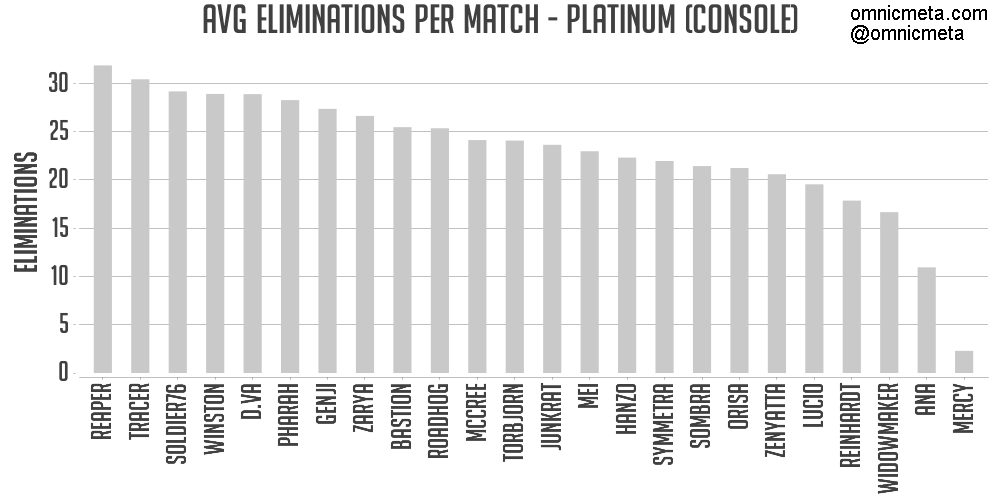 AVG ELIMINATIONS PER MATCH - PLATINUM (CONSOLE)
omnicmeta.com
@omnicmeta
ELIMINATIONS
30
25
20
15
10
5
0
REAPER
TRACER
SOLDIER76
WINSTON
D.VA
PHARAH
GENJI
ZARYA
BASTION
ROADHOG
MCCREE
TORBJORN
JUNKRAT
MEI
HANZO
SYMMETRA
SOMBRA
ORISA
ZENYATTA
LUCIO
REINHARDT
WIDOWMAKER
ANA
MERCY